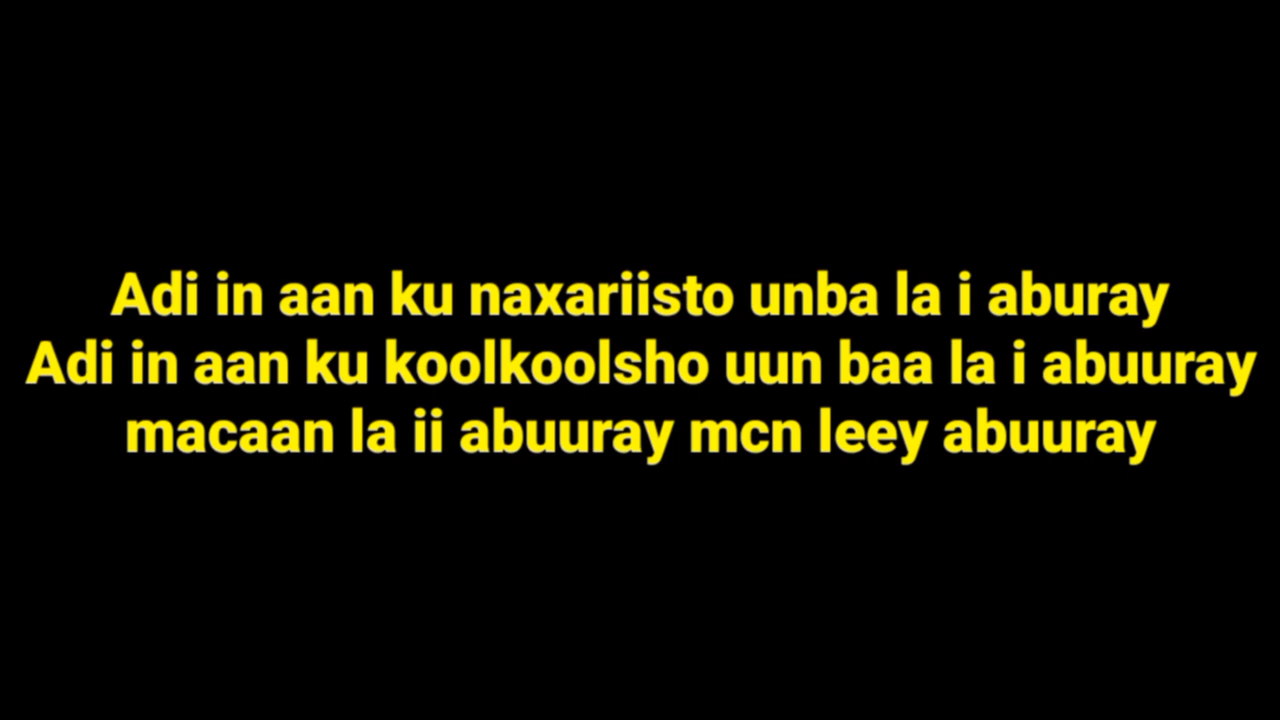 Adi in aan ku naxariisto unba la i aburay
Adi in aan ku koolkoolsho uun baa la i abuuray
macaan la ii abuuray mcn leey abuuray